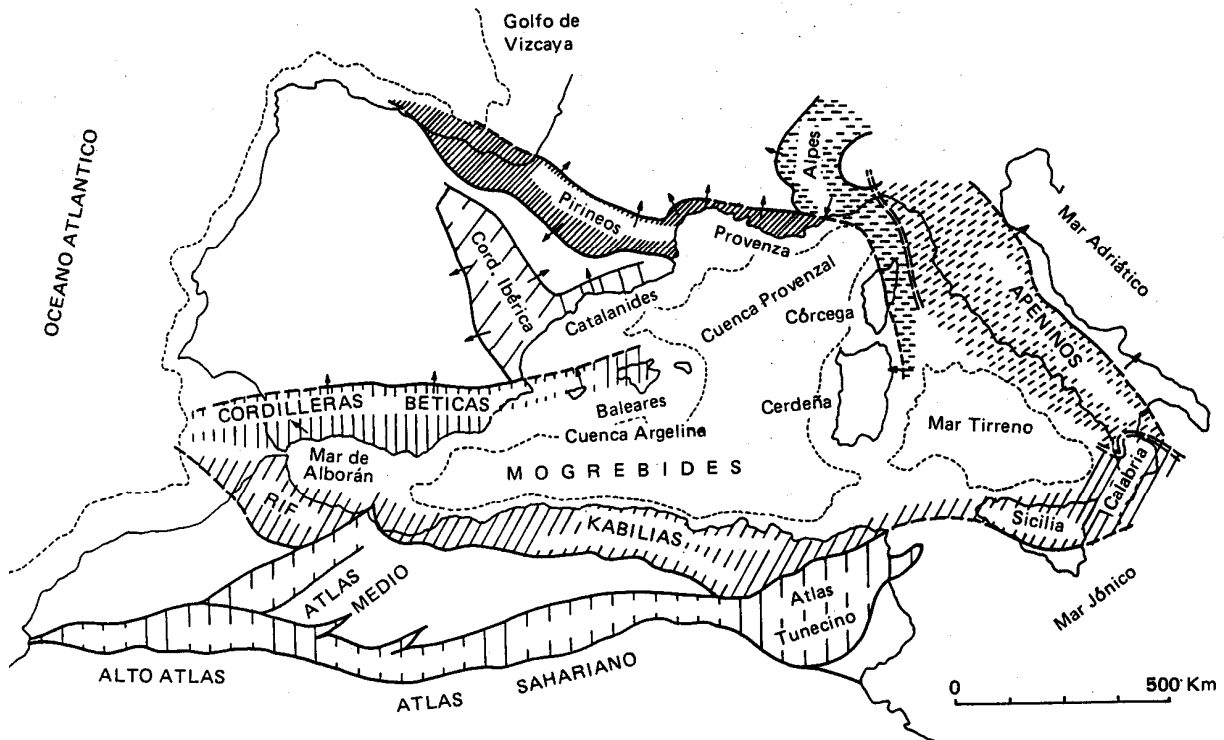 Golfo de
Vizcaya
OCEANO ATLANTICO
Alpes
Pirineos
Provenza
Mar Adriático
Cord. Ibérica
Catalanides
Cuenca Provenzal
Córcega
APENINOS
CORDILLERAS BETICAS
Baleares
Cerdeña
Cuenca Argelina
Mar Tirreno
Mar de
Alborán
MOGREBIDES
RIF
KABILIAS
Sicilia
Calabria
ATLAS
MEDIO
Atlas
Tunecino
Mar Jónico
ALTO ATLAS
ATLAS SAHARIANO
0 500 Km